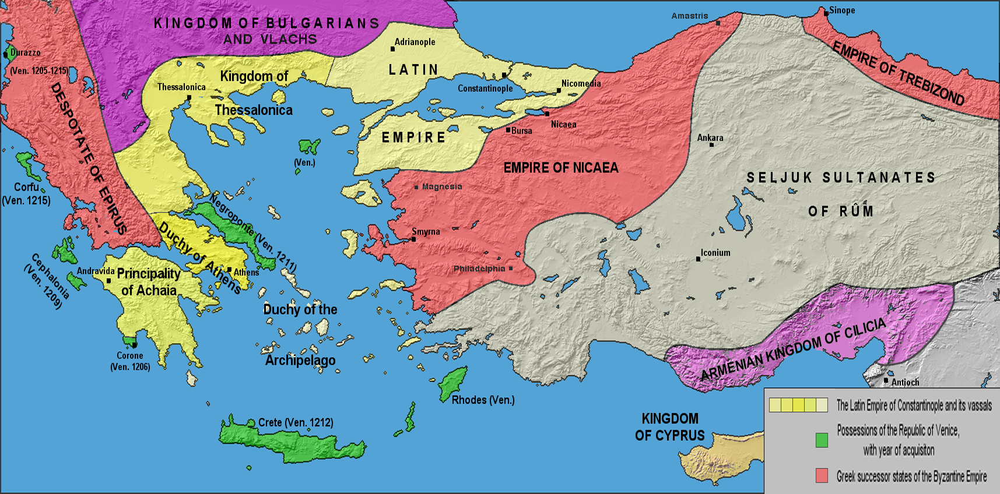 KINGDOM OF BULGARIANS
AND VLACHS
Amastris
Sinope
Adrianople
Durazzo
(Ven. 1205-1215)
LATIN
EMPIRE OF TREBIZOND
Kingdom of
Thessalonica
Thessalonica
Constantinople
Nicomedia
DESPOTATE OF EPIRUS
Nicaea
Bursa
EMPIRE
Ankara
(Ven.)
EMPIRE OF NICAEA
SELJUK SULTANATES
OF RÛM
Corfu
(Ven. 1215)
Magnesia
Negroponte (Ven. 1211)
Smyrna
Duchy of Athens
Athens
Iconium
Cephalonia
(Ven. 1209)
Andravida
Principality
of Achaia
Philadelphia
Duchy of the
Archipelago
ARMENIAN KINGDOM OF CILICIA
Corone
(Ven. 1206)
Antioch
Rhodes (Ven.)
Crete (Ven. 1212)
KINGDOM
OF CYPRUS
The Latin Empire of Constantinople and its vassals
Possessions of the Republic of Venice,
with year of acquisiton
Greek successor states of the Byzantine Empire